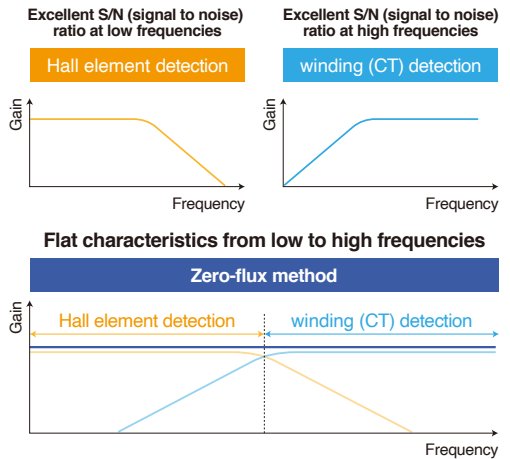 Excellent S/N (signal to noise)
ratio at low frequencies
Excellent S/N (signal to noise)
ratio at high frequencies
Hall element detection
winding (CT) detection
Gain
Frequency
Gain
Frequency
Flat characteristics from low to high frequencies
Zero-flux method
Gain
Hall element detection
winding (CT) detection
Frequency